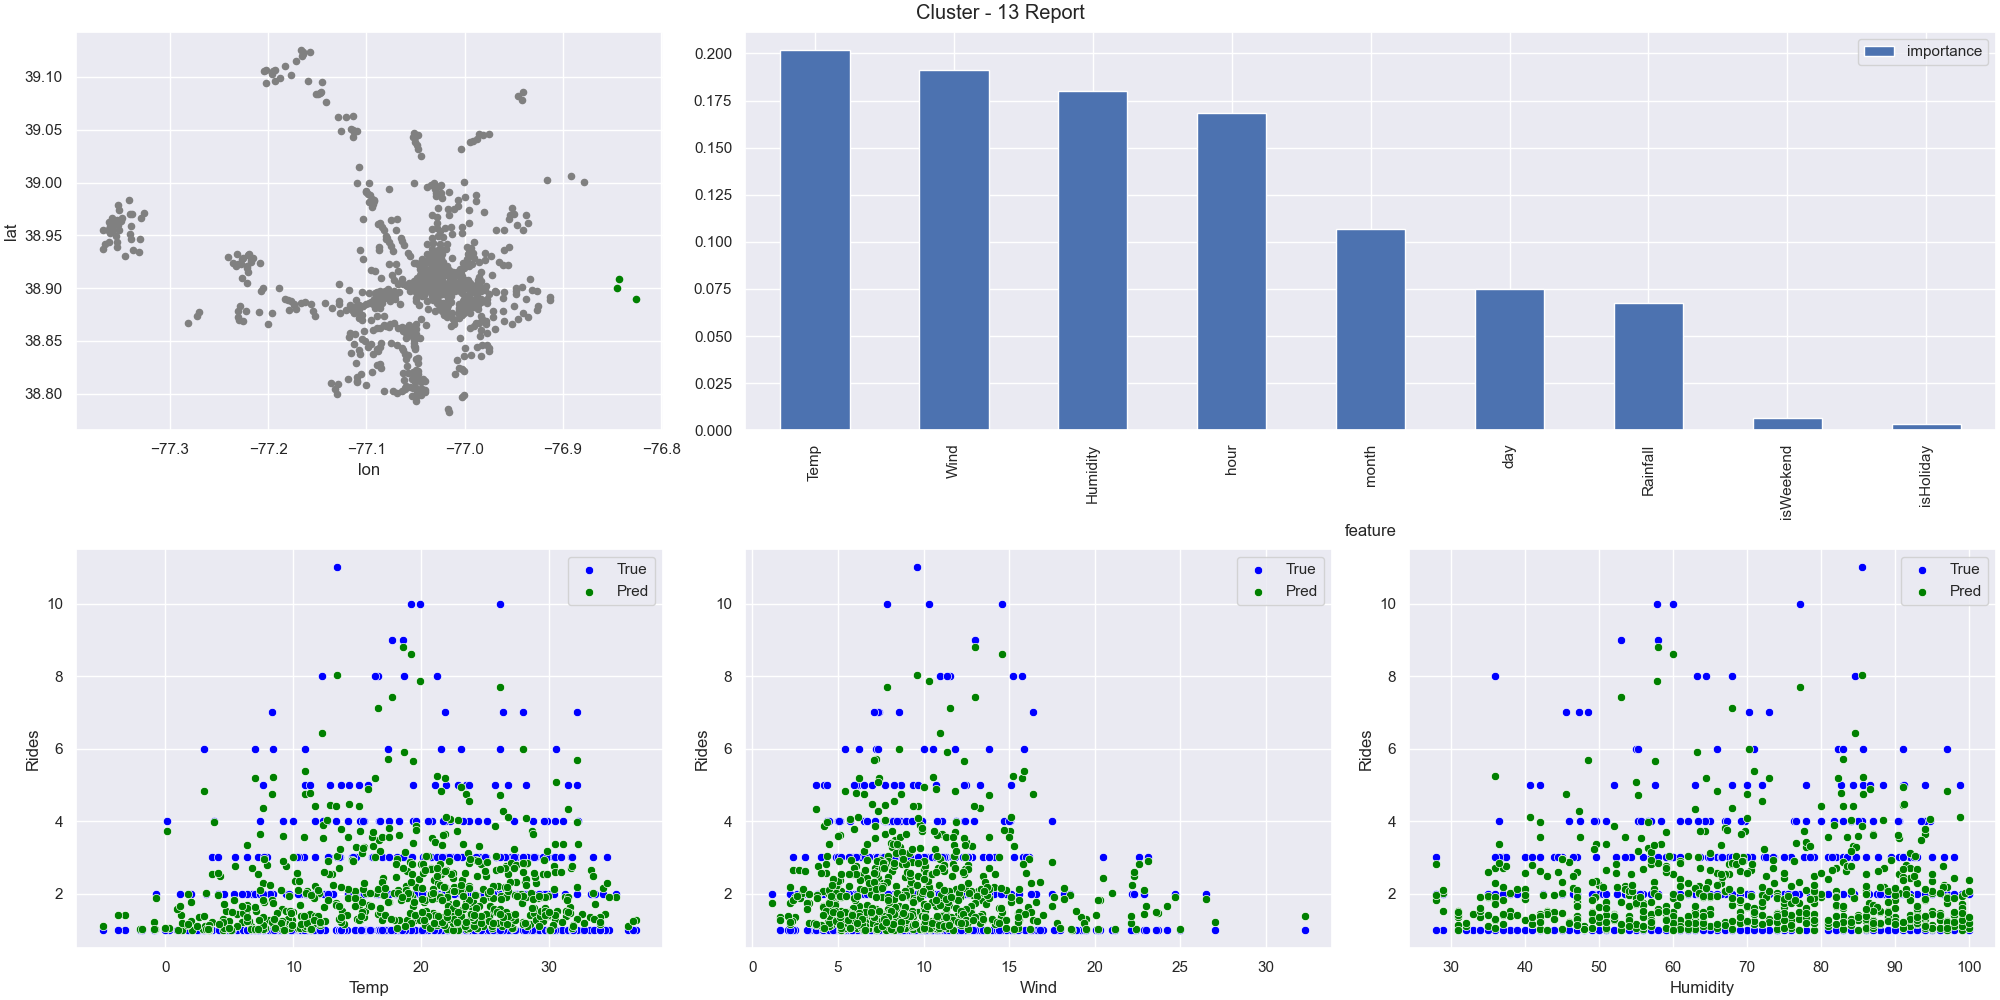 Cluster - 13 Report
39.10
39.05
39.00
38.95
38.90
38.85
38.80
lat
−77.3 −77.2 −77.1 −77.0 −76.9 −76.8
lon
0.200
0.175
0.150
0.125
0.100
0.075
0.050
0.025
0.000
importance
Temp Wind Humidity hour month day Rainfall isWeekend isHoliday
feature
10
8
6
4
2
Rides
True
Pred
0 10 20 30
Temp
10
8
6
4
2
Rides
True
Pred
0 5 10 15 20 25 30
Wind
10
8
6
4
2
Rides
True
Pred
30 40 50 60 70 80 90 100
Humidity